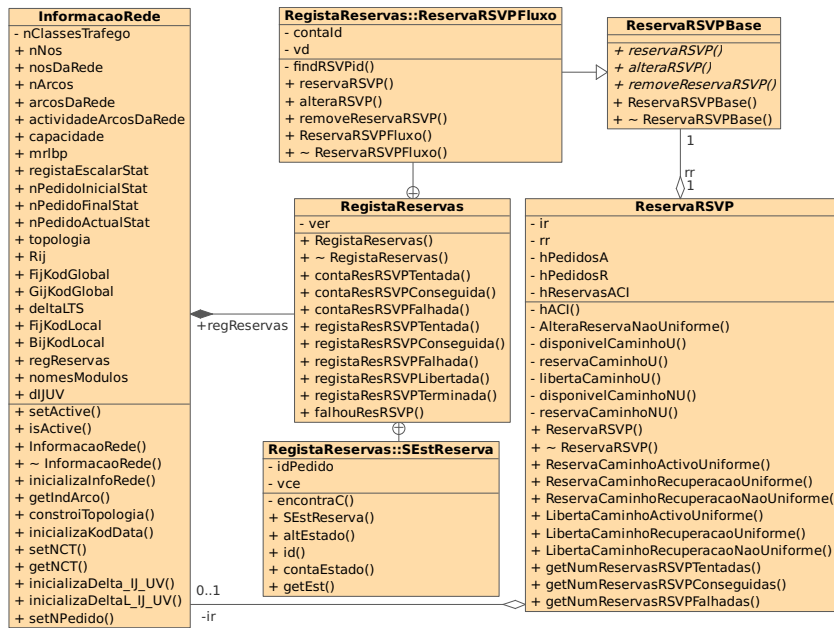 InformacaoRede
- nClassesTrafego
+ nNos
+ nosDaRede
+ nArcos
+ arcosDaRede
+ actividadeArcosDaRede
+ capacidade
+ mrlbp
+ registaEscalarStat
+ nPedidoInicialStat
+ nPedidoFinalStat
+ nPedidoActualStat
+ topologia
+ Rij
+ FijKodGlobal
+ GijKodGlobal
+ deltaLTS
+ FijKodLocal
+ BijKodLocal
+ regReservas
+ nomesModulos
+ dIJUV
+ setActive()
+ isActive()
+ InformacaoRede()
+ ~ InformacaoRede()
+ inicializaInfoRede()
+ getIndArco()
+ constroiTopologia()
+ inicializaKodData()
+ setNCT()
+ getNCT()
+ inicializaDelta_IJ_UV()
+ inicializaDeltaL_IJ_UV()
+ setNPedido()
RegistaReservas::ReservaRSVPFluxo
- contaId
- vd
- findRSVPid()
+ reservaRSVP()
+ alteraRSVP()
+ removeReservaRSVP()
+ ReservaRSVPFluxo()
+ ~ ReservaRSVPFluxo()
ReservaRSVPBase
+ reservaRSVP()
+ alteraRSVP()
+ removeReservaRSVP()
+ ReservaRSVPBase()
+ ~ ReservaRSVPBase()
1
rr
1
RegistaReservas
- ver
+ RegistaReservas()
+ ~ RegistaReservas()
+ contaResRSVPTentada()
+ contaResRSVPConseguida()
+ contaResRSVPFalhada()
+ registaResRSVPTentada()
+ registaResRSVPConseguida()
+ registaResRSVPFalhada()
+ registaResRSVPLibertada()
+ registaResRSVPTerminada()
+ falhouResRSVP()
+regReservas
RegistaReservas::SEstReserva
- idPedido
- vce
- encontraC()
+ SEstReserva()
+ altEstado()
+ id()
+ contaEstado()
+ getEst()
ReservaRSVP
- ir
- rr
- hPedidosA
- hPedidosR
- hReservasACI
- hACI()
- AlteraReservaNaoUniforme()
- disponivelCaminhoU()
- reservaCaminhoU()
- libertaCaminhoU()
- disponivelCaminhoNU()
- reservaCaminhoNU()
+ ReservaRSVP()
+ ~ ReservaRSVP()
+ ReservaCaminhoActivoUniforme()
+ ReservaCaminhoRecuperacaoUniforme()
+ ReservaCaminhoRecuperacaoNaoUniforme()
+ LibertaCaminhoActivoUniforme()
+ LibertaCaminhoRecuperacaoUniforme()
+ LibertaCaminhoRecuperacaoNaoUniforme()
+ getNumReservasRSVPTentadas()
+ getNumReservasRSVPConseguidas()
+ getNumReservasRSVPFalhadas()
0..1
-ir